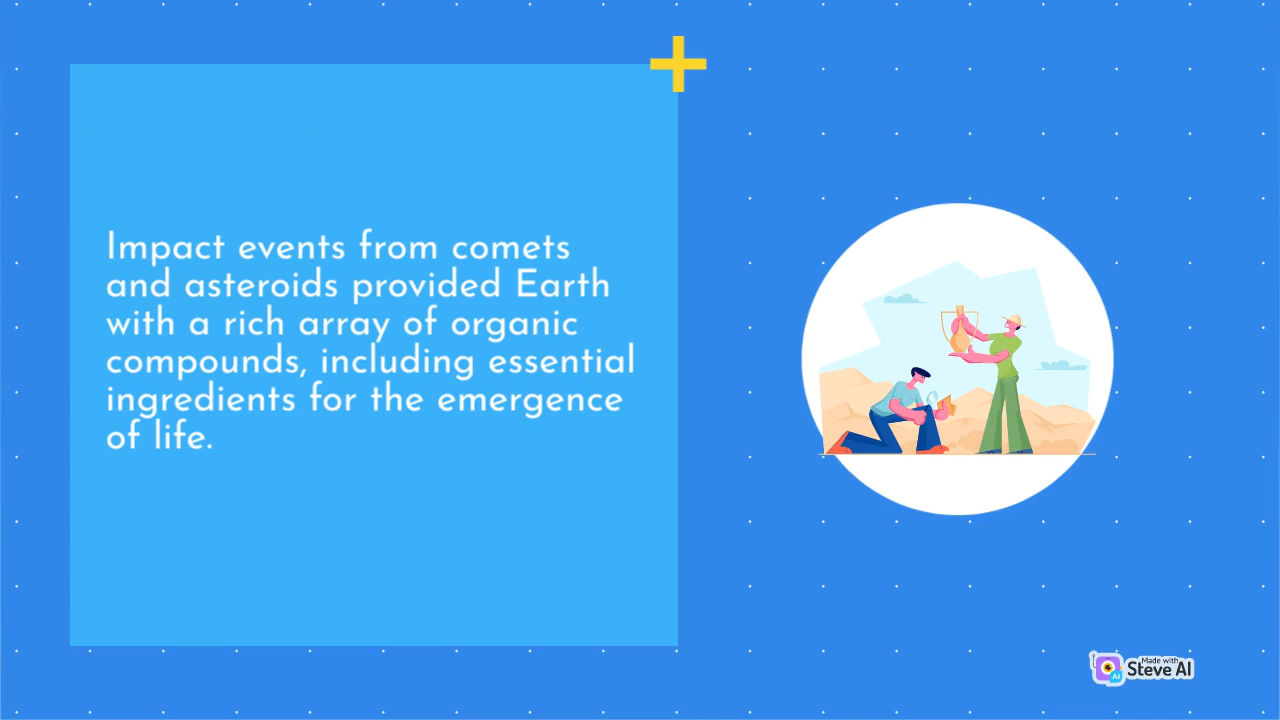 Impact events from comets
and asteroids provided Earth
with a rich array of organic
compounds, including essential
ingredients for the emergence
of life.
Made with
Steve AI
AI